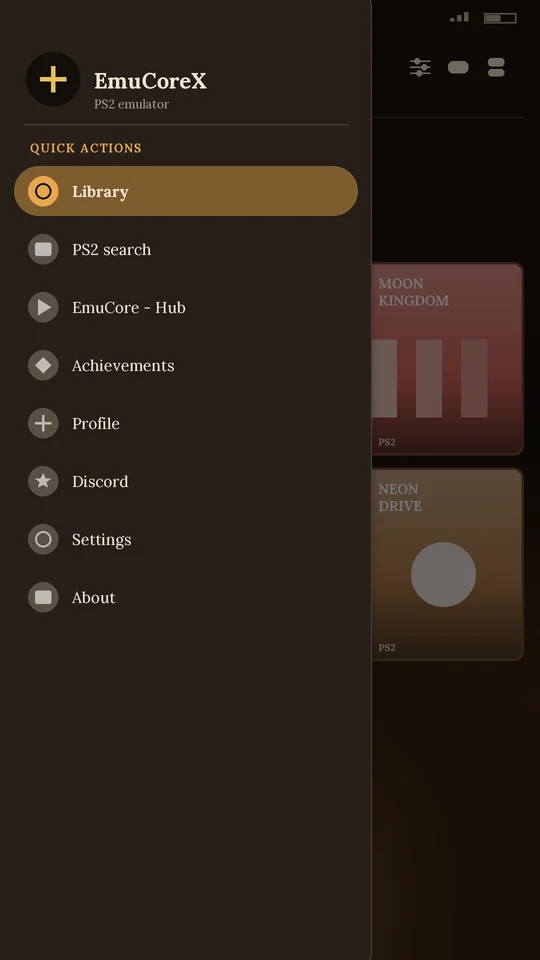 EmuCoreX
PS2 emulator
QUICK ACTIONS
Library
PS2 search
EmuCore - Hub
Achievements
Profile
Discord
Settings
About
MOON
KINGDOM
PS2
NEON
DRIVE
PS2